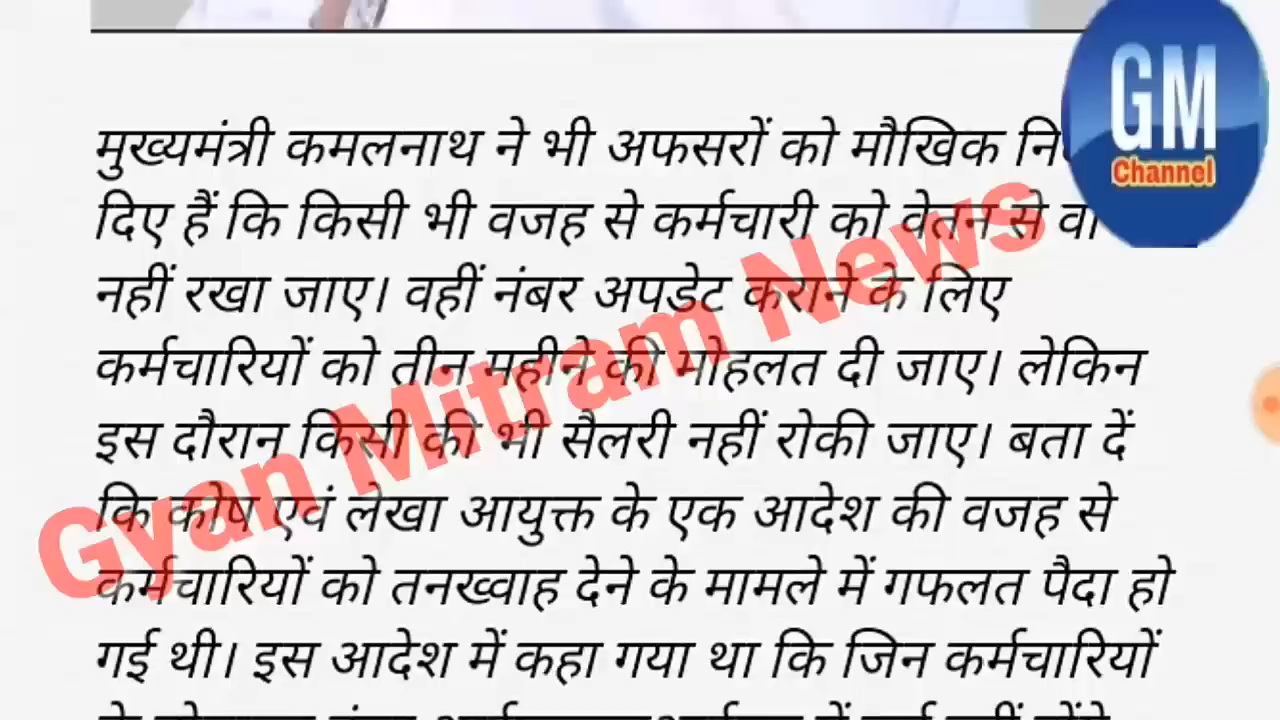 GM
Channel
मुख्यमंत्री कमलनाथ ने भी अफसरों को मौखिक
दिए हैं कि किसी भी वजह से कर्मचारी को वेतन से
नहीं रखा जाए। वहीं नंबर अपडेट कराने के लिए
कर्मचारियों को तीन महीने की मोहलत दी जाए। लेकिन
इस दौरान किसी की भी सैलरी नहीं रोकी जाए। बता दें
कि कोष एवं लेखा आयुक्त के एक आदेश की वजह से
कर्मचारियों को तनख्वाह देने के मामले में गफलत पैदा हो
गई थी। इस आदेश में कहा गया था कि जिन कर्मचारियों
Gyan Mitram News